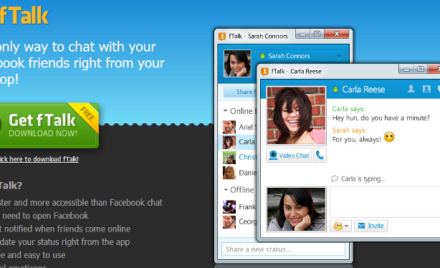 fTalk
only way to chat with your
book friends right from your
op!
Get fTalk
DOWNLOAD NOW!
FREE
ick here to download fTalk!
Talk?
ster and more accessible than Facebook chat
need to open Facebook
t notified when friends come online
date your status right from the app
e and easy to use
fTalk - Sarah Connors
Sarah Connors
Share
Online
Ariel S
Carla
Christ
Daniel
Offline
Frank
Georg
Share a new status...
fTalk - Carla Reese
Carla Reese
Carla says:
Hey hun, do you have a minute?
Sarah says:
For you, always!
Video Chat
Carla is typing...
Invite